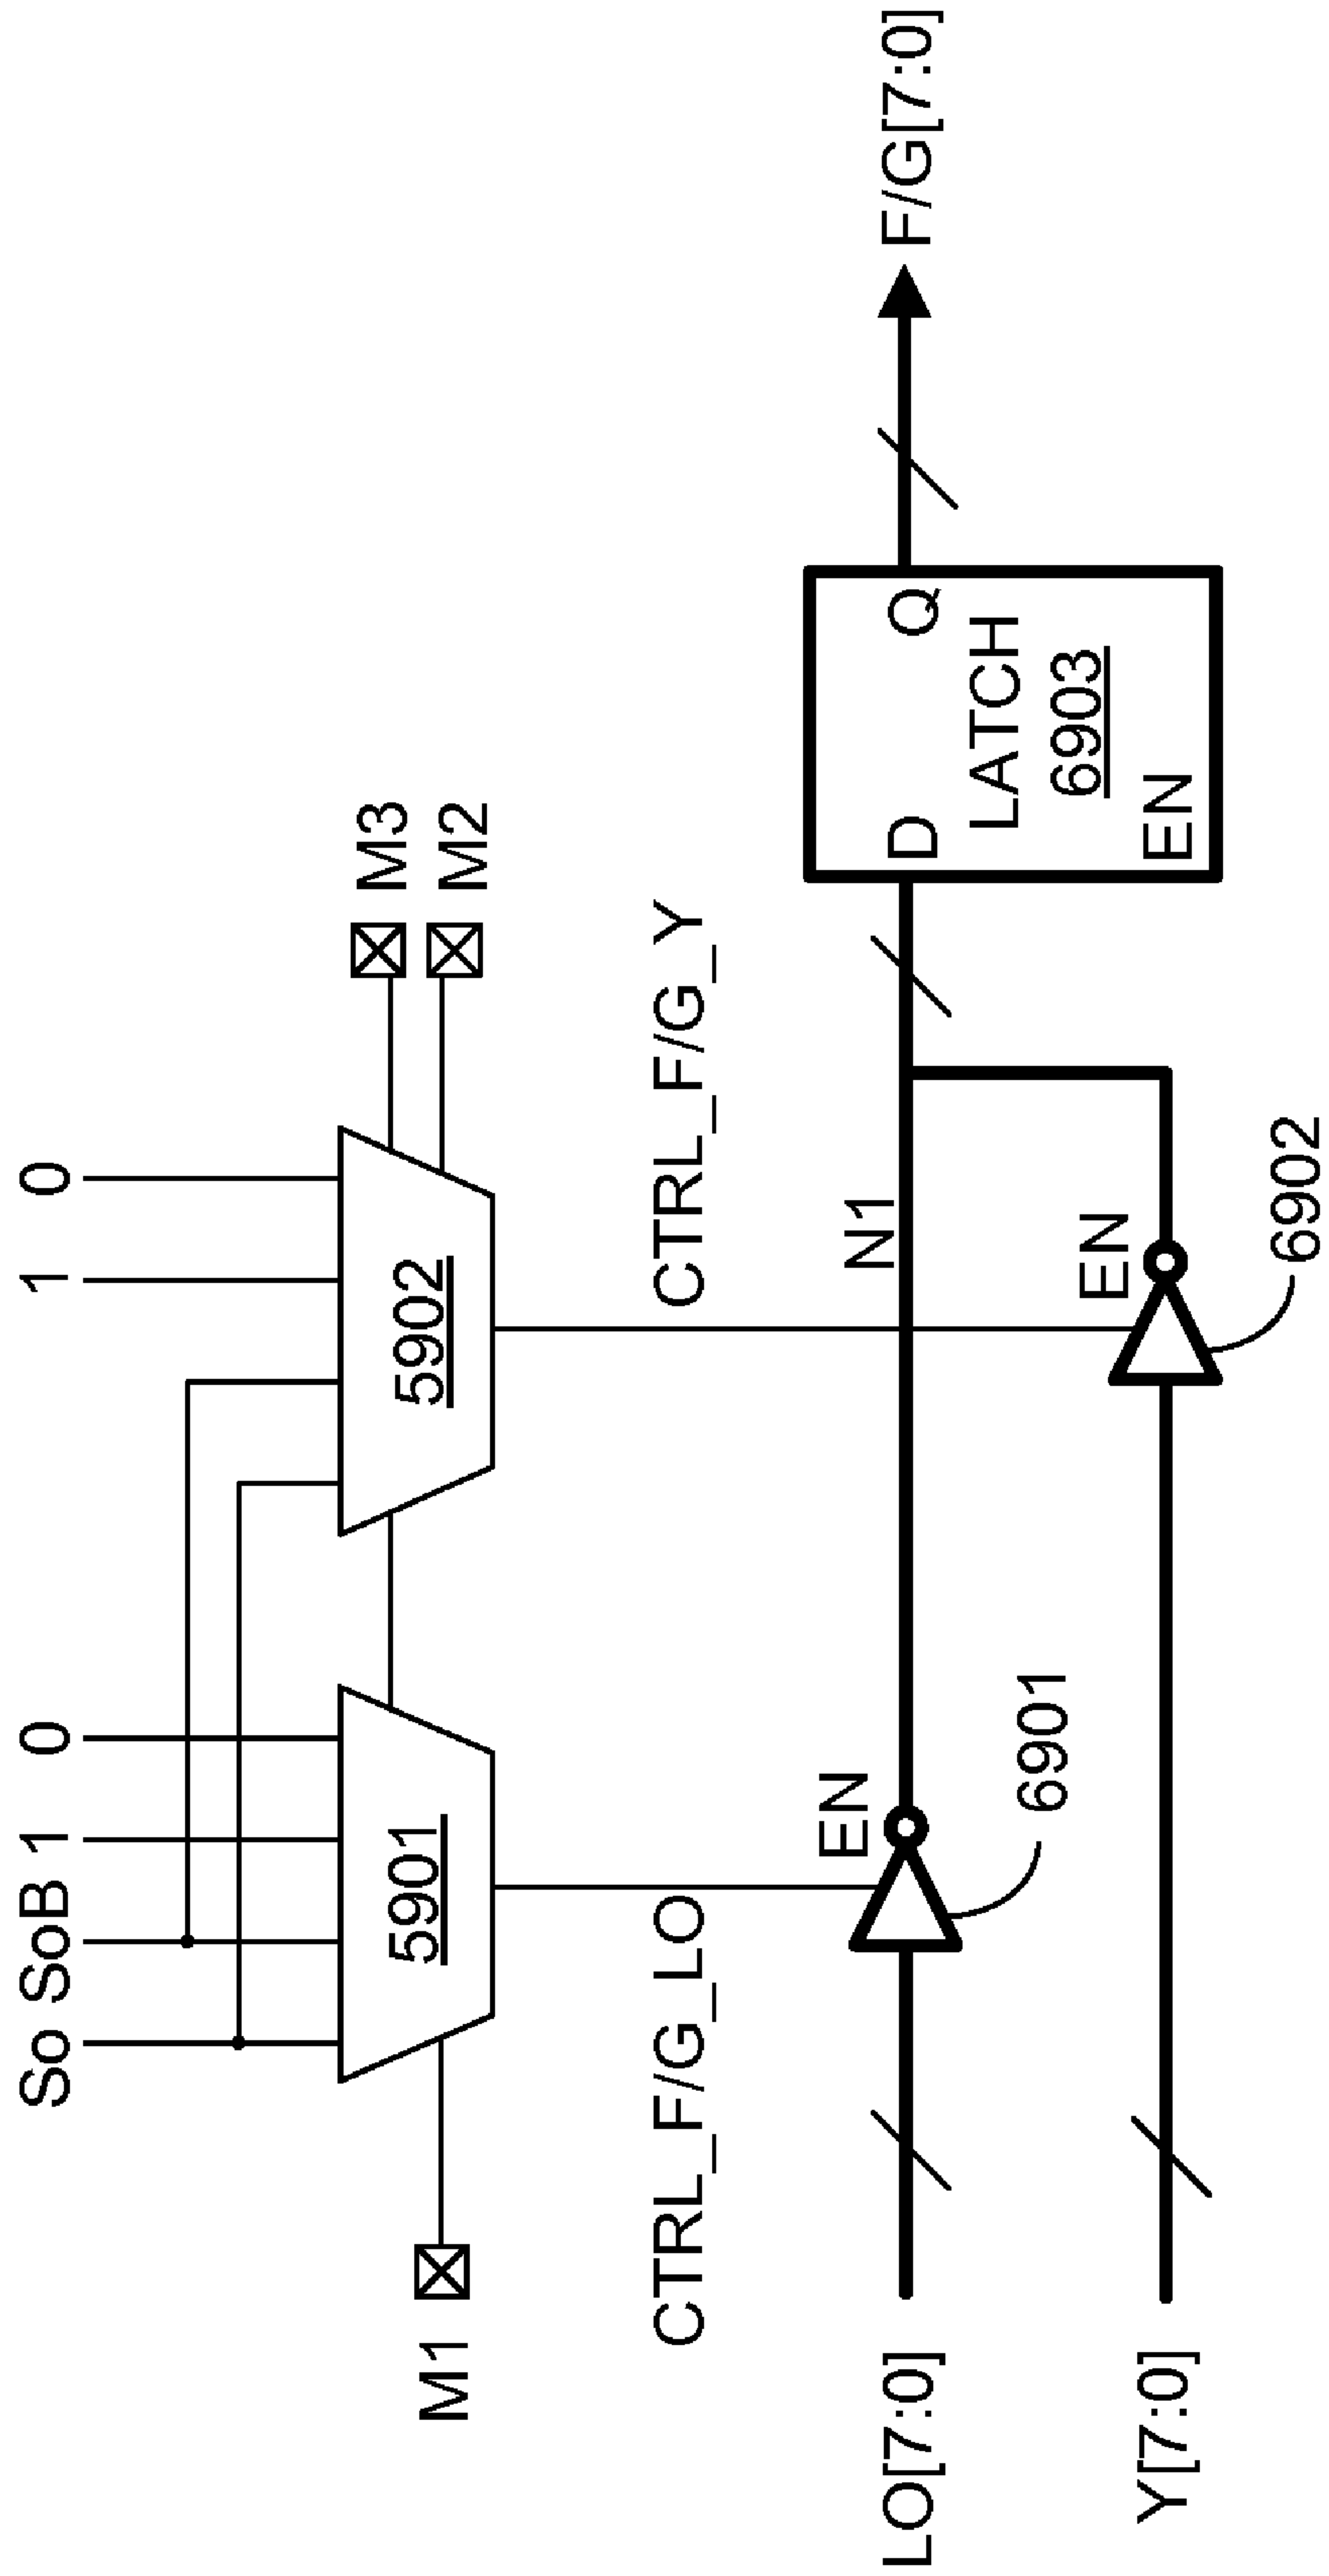 So SoB 1 0
1 0
5901
5902
M3
M2
M1
CTRL_F/G_LO
CTRL_F/G_Y
EN
N1
LO[7:0]
6901
D Q
LATCH
6903
EN
F/G[7:0]
EN
Y[7:0]
6902